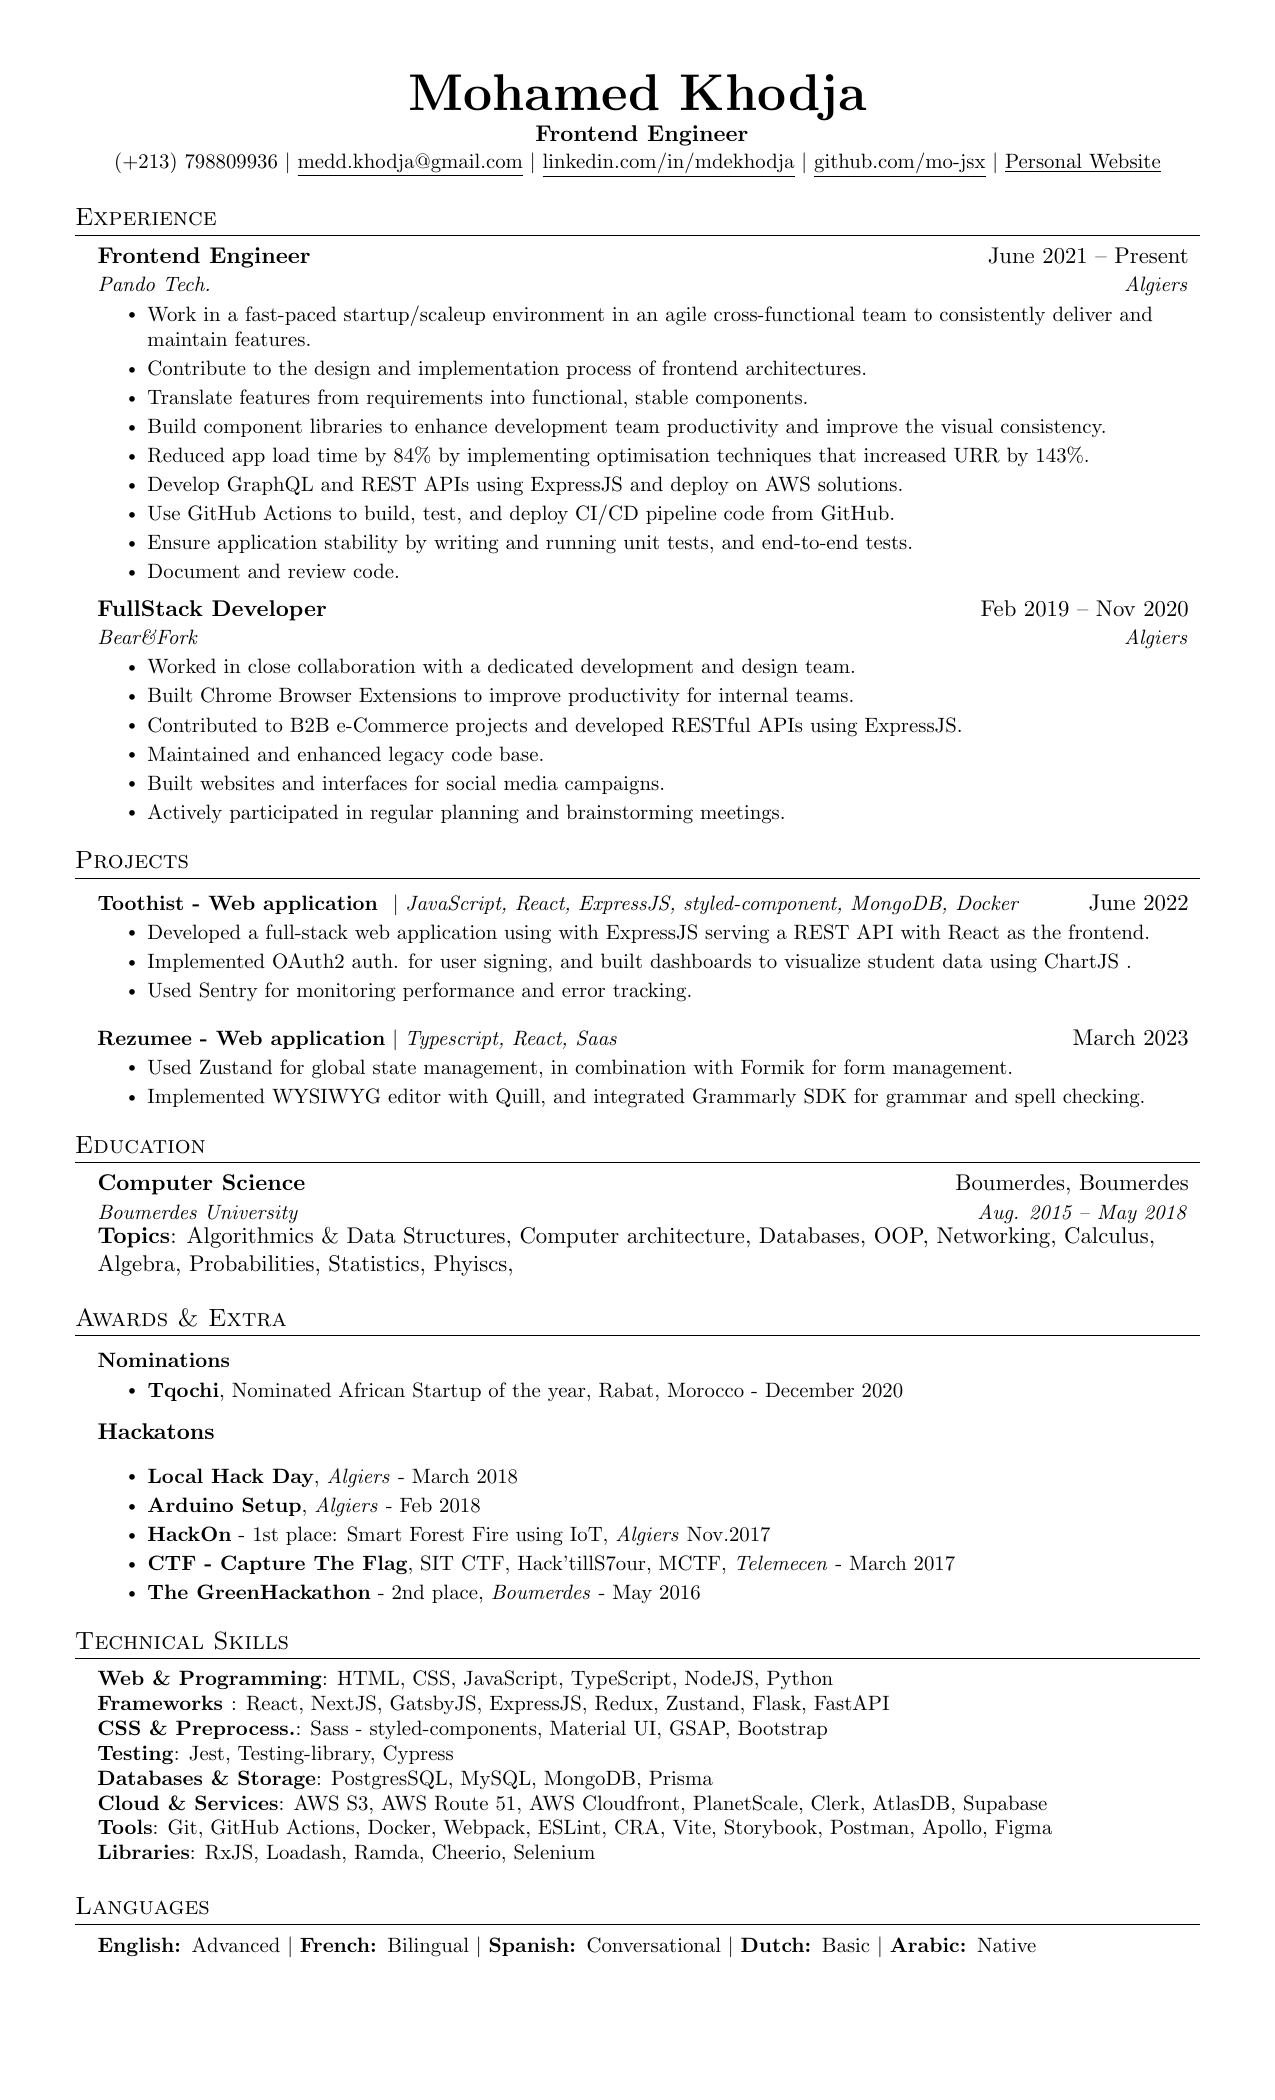 Mohamed Khodja
Frontend Engineer
(+213) 798809936 | medd.khodja@gmail.com | linkedin.com/in/mdekhodja | github.com/mo-jsx | Personal Website
Experience
Frontend Engineer June 2021 – Present
Pando Tech. Algiers
• Work in a fast-paced startup/scaleup environment in an agile cross-functional team to consistently deliver and
maintain features.
• Contribute to the design and implementation process of frontend architectures.
• Translate features from requirements into functional, stable components.
• Build component libraries to enhance development team productivity and improve the visual consistency.
• Reduced app load time by 84% by implementing optimisation techniques that increased URR by 143%.
• Develop GraphQL and REST APIs using ExpressJS and deploy on AWS solutions.
• Use GitHub Actions to build, test, and deploy CI/CD pipeline code from GitHub.
• Ensure application stability by writing and running unit tests, and end-to-end tests.
• Document and review code.
FullStack Developer Feb 2019 – Nov 2020
Bear&Fork Algiers
• Worked in close collaboration with a dedicated development and design team.
• Built Chrome Browser Extensions to improve productivity for internal teams.
• Contributed to B2B e-Commerce projects and developed RESTful APIs using ExpressJS.
• Maintained and enhanced legacy code base.
• Built websites and interfaces for social media campaigns.
• Actively participated in regular planning and brainstorming meetings.
Projects
Toothist - Web application | JavaScript, React, ExpressJS, styled-component, MongoDB, Docker June 2022
• Developed a full-stack web application using with ExpressJS serving a REST API with React as the frontend.
• Implemented OAuth2 auth. for user signing, and built dashboards to visualize student data using ChartJS .
• Used Sentry for monitoring performance and error tracking.
Rezumee - Web application | Typescript, React, Saas March 2023
• Used Zustand for global state management, in combination with Formik for form management.
• Implemented WYSIWYG editor with Quill, and integrated Grammarly SDK for grammar and spell checking.
Education
Computer Science Boumerdes, Boumerdes
Boumerdes University Aug. 2015 – May 2018
Topics: Algorithmics & Data Structures, Computer architecture, Databases, OOP, Networking, Calculus,
Algebra, Probabilities, Statistics, Phyiscs,
Awards & Extra
Nominations
• Tqochi, Nominated African Startup of the year, Rabat, Morocco - December 2020
Hackatons
• Local Hack Day, Algiers - March 2018
• Arduino Setup, Algiers - Feb 2018
• HackOn - 1st place: Smart Forest Fire using IoT, Algiers Nov.2017
• CTF - Capture The Flag, SIT CTF, Hack'tillS7our, MCTF, Telemecen - March 2017
• The GreenHackathon - 2nd place, Boumerdes - May 2016
Technical Skills
Web & Programming: HTML, CSS, JavaScript, TypeScript, NodeJS, Python
Frameworks : React, NextJS, GatsbyJS, ExpressJS, Redux, Zustand, Flask, FastAPI
CSS & Preprocess.: Sass - styled-components, Material UI, GSAP, Bootstrap
Testing: Jest, Testing-library, Cypress
Databases & Storage: PostgresSQL, MySQL, MongoDB, Prisma
Cloud & Services: AWS S3, AWS Route 51, AWS Cloudfront, PlanetScale, Clerk, AtlasDB, Supabase
Tools: Git, GitHub Actions, Docker, Webpack, ESLint, CRA, Vite, Storybook, Postman, Apollo, Figma
Libraries: RxJS, Loadash, Ramda, Cheerio, Selenium
Languages
English: Advanced | French: Bilingual | Spanish: Conversational | Dutch: Basic | Arabic: Native